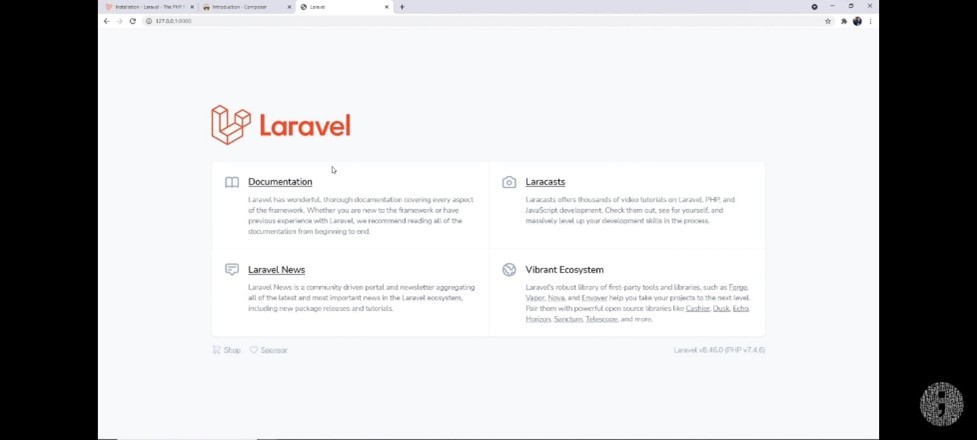 Installation - Laravel - The PHP F
Introduction - Composer
Laravel
127.0.0.1:8000
Laravel
Documentation
Laravel has wonderful, thorough documentation covering every aspect
of the framework. Whether you are new to the framework or have
previous experience with Laravel, we recommend reading all of the
documentation from beginning to end.
Laracasts
Laracasts offers thousands of video tutorials on Laravel, PHP, and
JavaScript development. Check them out, see for yourself, and
massively level up your development skills in the process.
Laravel News
Laravel News is a community driven portal and newsletter aggregating
all of the latest and most important news in the Laravel ecosystem,
including new package releases and tutorials.
Vibrant Ecosystem
Laravel's robust library of first-party tools and libraries, such as Forge,
Vapor, Nova, and Envoyer help you take your projects to the next level.
Pair them with powerful open source libraries like Cashier, Dusk, Echo,
Horizon, Sanctum, Telescope, and more.
Shop
Sponsor
Laravel v8.46.0 (PHP v7.4.6)